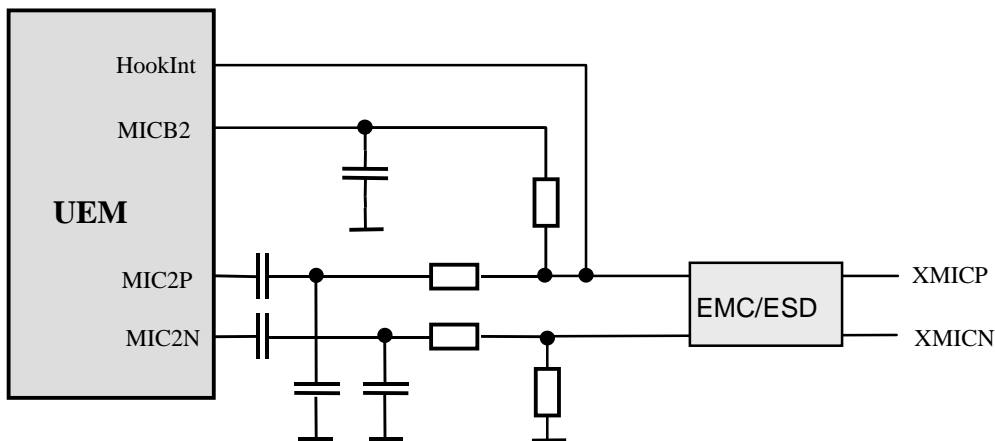 HookInt
MICB2
UEM
MIC2P
XMICP
EMC/ESD
MIC2N
XMICN